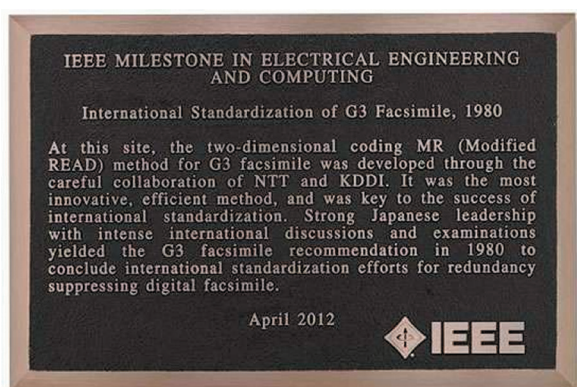 IEEE MILESTONE IN ELECTRICAL ENGINEERING
AND COMPUTING
International Standardization of G3 Facsimile, 1980
At this site, the two-dimensional coding MR (Modified
READ) method for G3 facsimile was developed through the
careful collaboration of NTT and KDDI. It was the most
innovative, efficient method, and was key to the success of
international standardization. Strong Japanese leadership
with intense international discussions and examinations
yielded the G3 facsimile recommendation in 1980 to
conclude international standardization efforts for redundancy
suppressing digital facsimile.
April 2012
IEEE